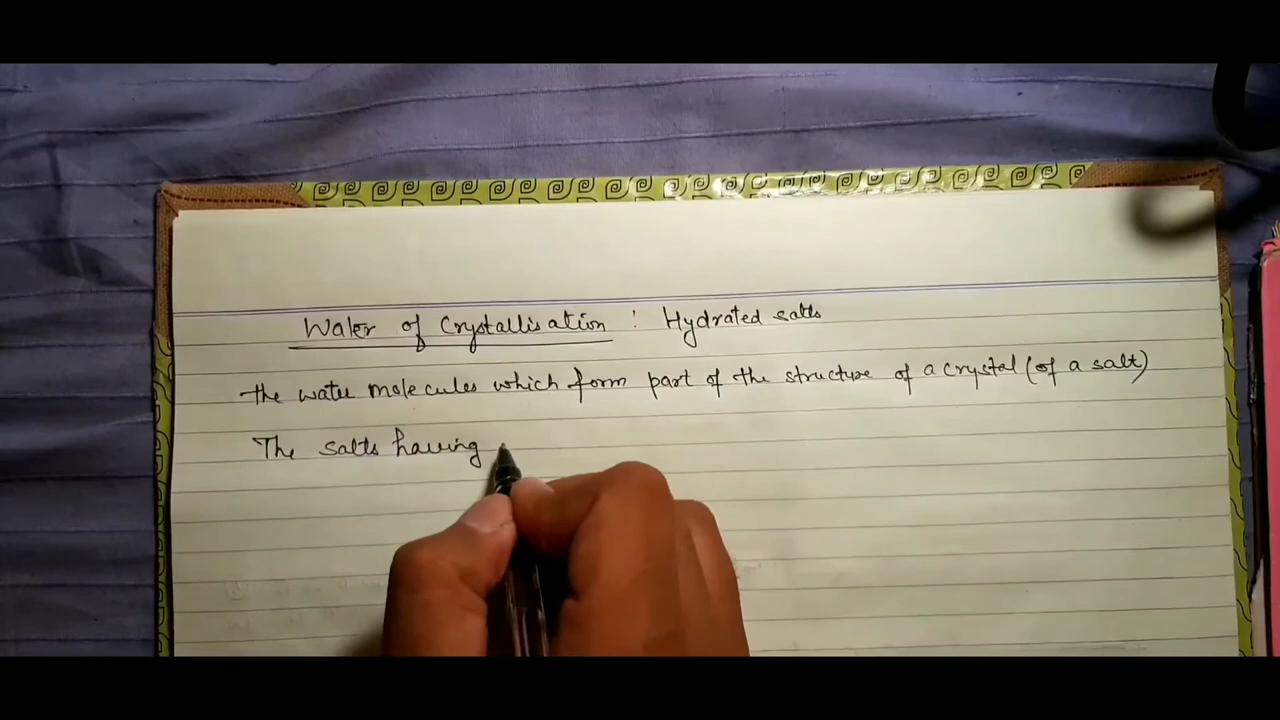 Water of Crystallisation : Hydrated salts
the water molecules which form part of the structure of a crystal (of a salt)
The salts having